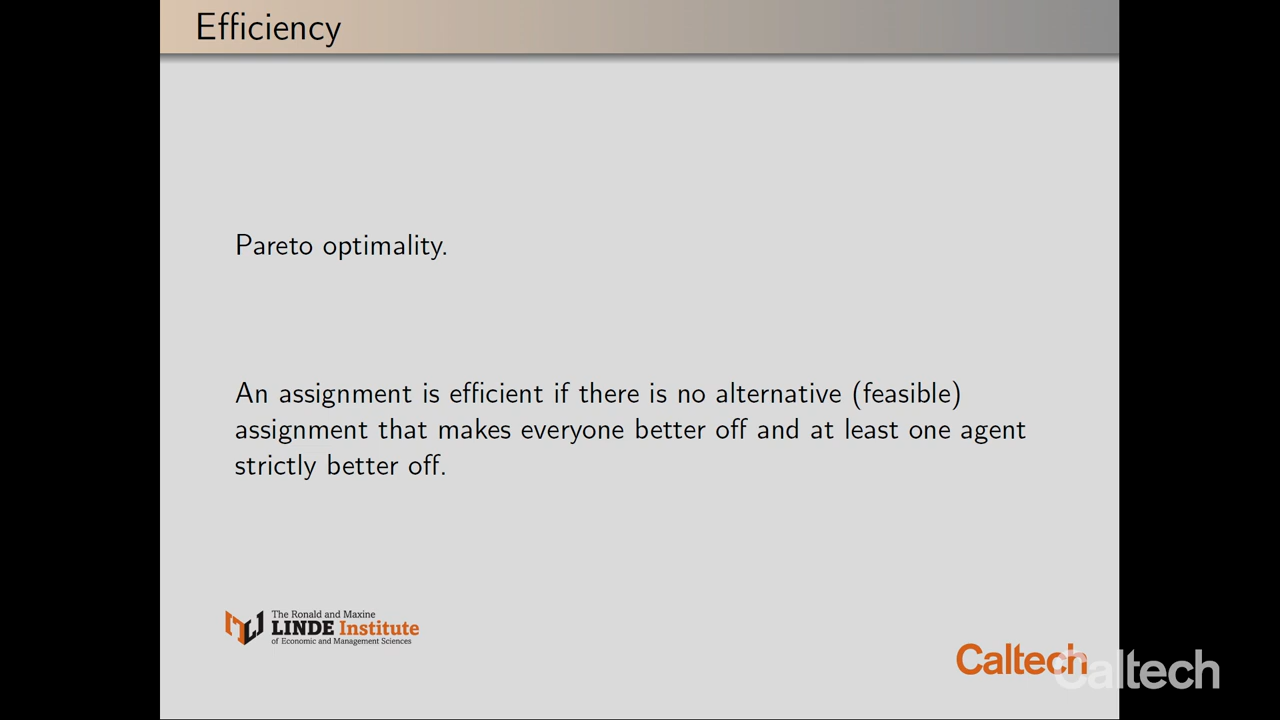 Efficiency
Pareto optimality.
An assignment is efficient if there is no alternative (feasible)
assignment that makes everyone better off and at least one agent
strictly better off.
The Ronald and Maxine
LINDE Institute
of Economic and Management Sciences
Caltech
Caltech